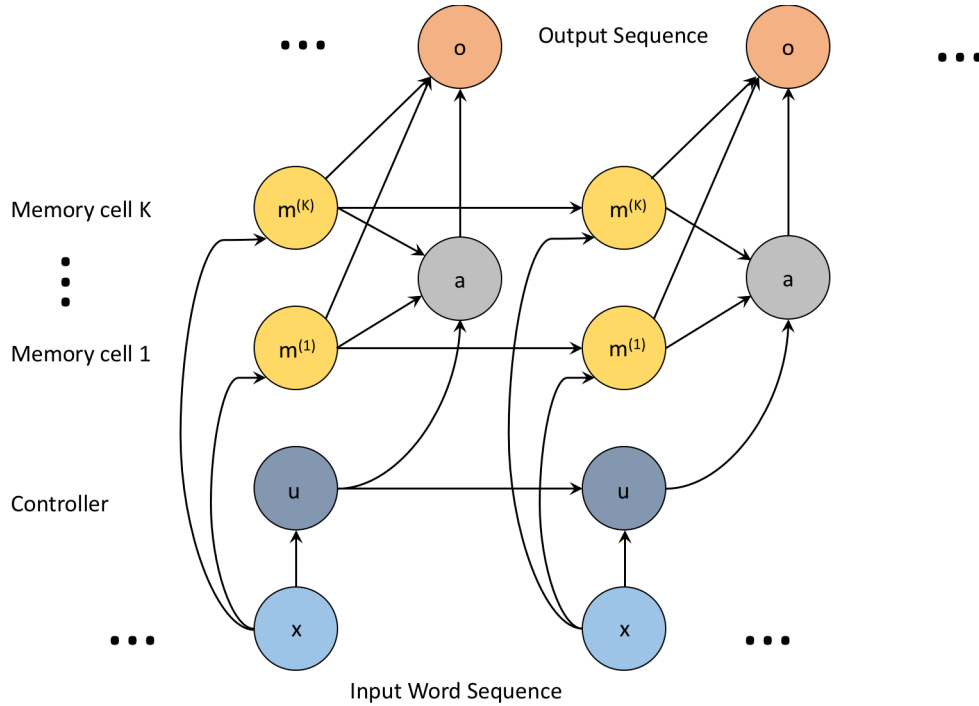 Output Sequence
o
o
Memory cell K
m(K)
m(K)
a
a
Memory cell 1
m(1)
m(1)
Controller
u
u
x
x
Input Word Sequence